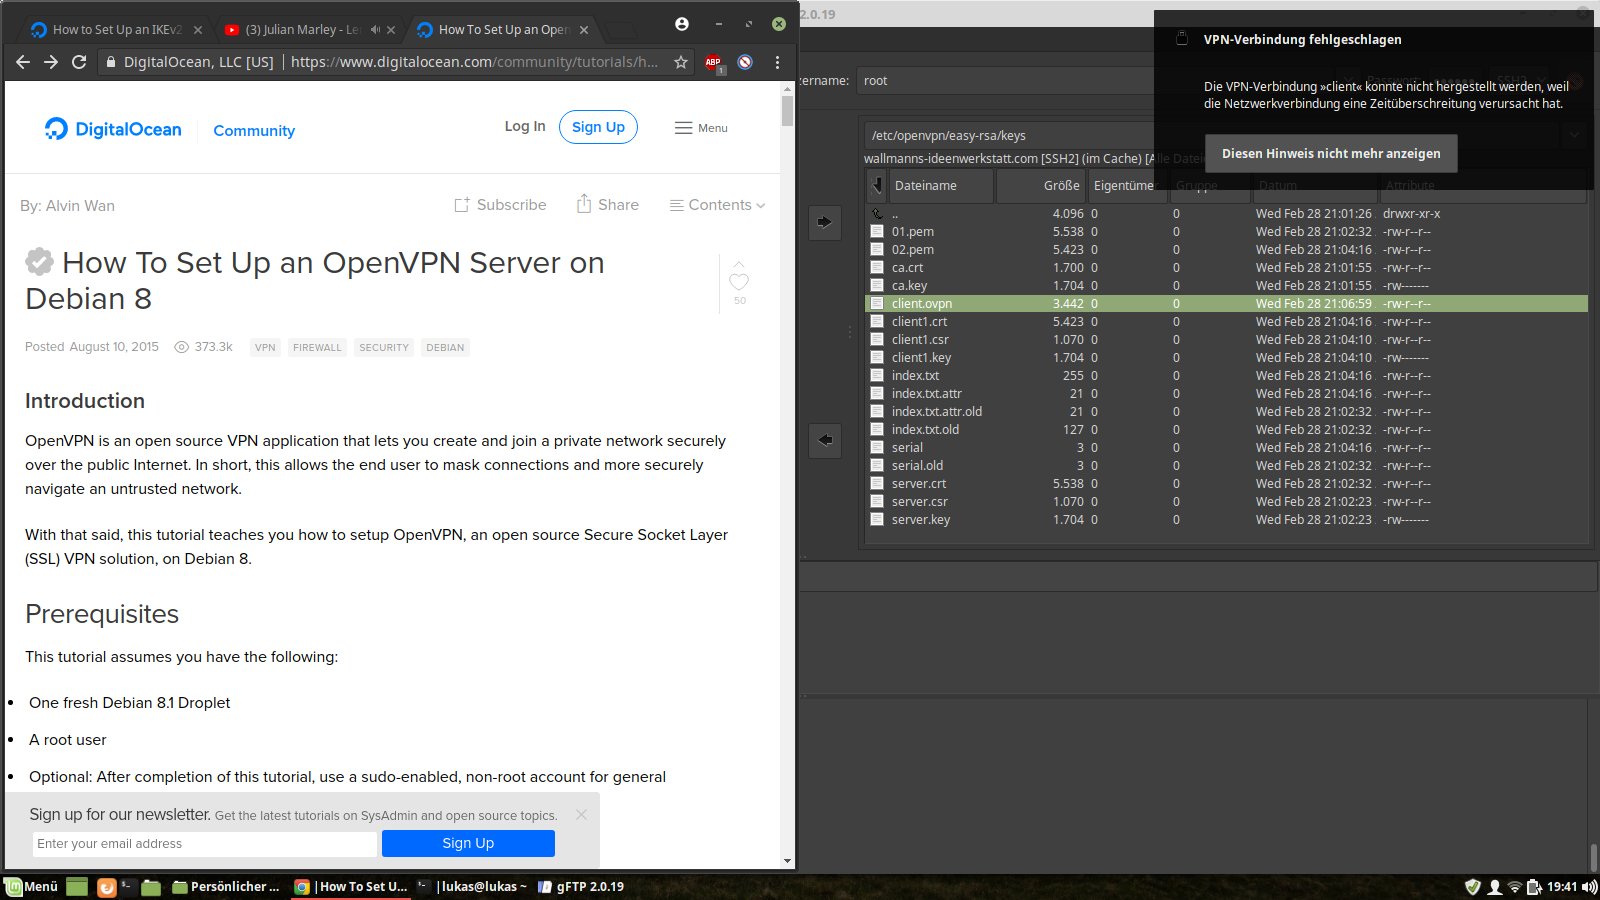 How to Set Up an IKEv2
(3) Julian Marley - Le
How To Set Up an Open
DigitalOcean, LLC [US] | https://www.digitalocean.com/community/tutorials/h...
ABP
1
DigitalOcean
Community
Log In
Sign Up
Menu
By: Alvin Wan
Subscribe
Share
Contents
How To Set Up an OpenVPN Server on
Debian 8
50
Posted August 10, 2015
373.3k
VPN
FIREWALL
SECURITY
DEBIAN
Introduction
OpenVPN is an open source VPN application that lets you create and join a private network securely
over the public Internet. In short, this allows the end user to mask connections and more securely
navigate an untrusted network.
With that said, this tutorial teaches you how to setup OpenVPN, an open source Secure Socket Layer
(SSL) VPN solution, on Debian 8.
Prerequisites
This tutorial assumes you have the following:
• One fresh Debian 8.1 Droplet
• A root user
• Optional: After completion of this tutorial, use a sudo-enabled, non-root account for general
Sign up for our newsletter. Get the latest tutorials on SysAdmin and open source topics.
Enter your email address
Sign Up
2.0.19
zername:
root
Passwort:
SSH2
VPN-Verbindung fehlgeschlagen
Die VPN-Verbindung »client« konnte nicht hergestellt werden, weil
die Netzwerkverbindung eine Zeitüberschreitung verursacht hat.
Diesen Hinweis nicht mehr anzeigen
/etc/openvpn/easy-rsa/keys
wallmanns-ideenwerkstatt.com [SSH2] (im Cache) [Alle Dateien
Dateiname Größe Eigentümer Gruppe Datum Attribute
.. 4.096 0 0 Wed Feb 28 21:01:26 drwxr-xr-x
01.pem 5.538 0 0 Wed Feb 28 21:02:32 -rw-r--r--
02.pem 5.423 0 0 Wed Feb 28 21:04:16 -rw-r--r--
ca.crt 1.700 0 0 Wed Feb 28 21:01:55 -rw-r--r--
ca.key 1.704 0 0 Wed Feb 28 21:01:55 -rw-------
client.ovpn 3.442 0 0 Wed Feb 28 21:06:59 -rw-r--r--
client1.crt 5.423 0 0 Wed Feb 28 21:04:16 -rw-r--r--
client1.csr 1.070 0 0 Wed Feb 28 21:04:10 -rw-r--r--
client1.key 1.704 0 0 Wed Feb 28 21:04:10 -rw-------
index.txt 255 0 0 Wed Feb 28 21:04:16 -rw-r--r--
index.txt.attr 21 0 0 Wed Feb 28 21:04:16 -rw-r--r--
index.txt.attr.old 21 0 0 Wed Feb 28 21:02:32 -rw-r--r--
index.txt.old 127 0 0 Wed Feb 28 21:02:32 -rw-r--r--
serial 3 0 0 Wed Feb 28 21:04:16 -rw-r--r--
serial.old 3 0 0 Wed Feb 28 21:02:32 -rw-r--r--
server.crt 5.538 0 0 Wed Feb 28 21:02:32 -rw-r--r--
server.csr 1.070 0 0 Wed Feb 28 21:02:23 -rw-r--r--
server.key 1.704 0 0 Wed Feb 28 21:02:23 -rw-------
Menü
Persönlicher ...
|How To Set U...
|lukas@lukas ~
gFTP 2.0.19
19:41